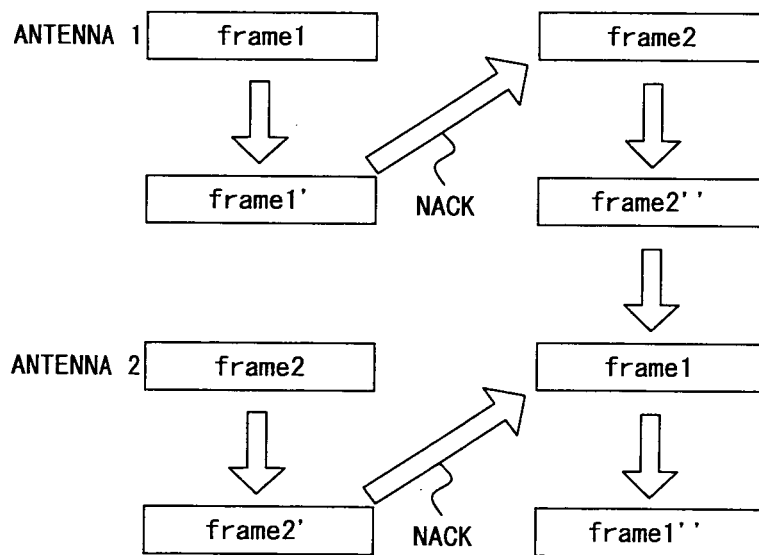 ANTENNA 1 frame1 frame2
frame1' NACK frame2''
ANTENNA 2 frame2 frame1
frame2' NACK frame1''